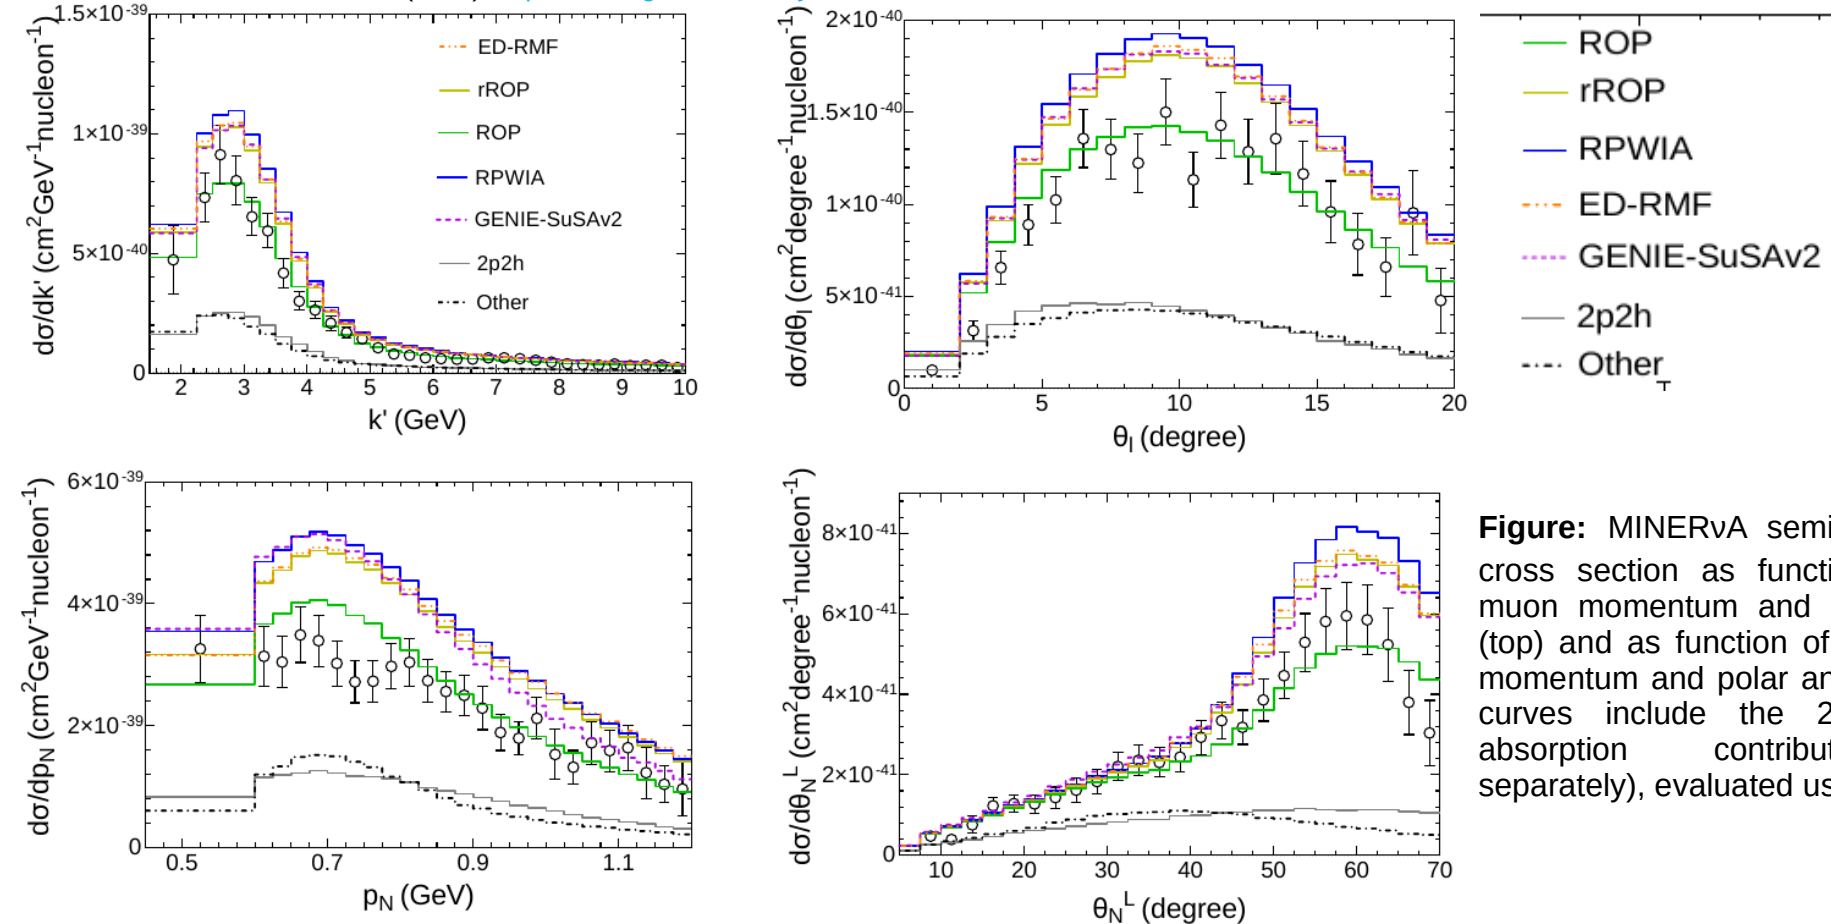 1.5×10-39
1×10-39
5×10-40
0
dσ/dk' (cm2GeV-1nucleon-1)
ED-RMF
rROP
ROP
RPWIA
GENIE-SuSAv2
2p2h
Other
2 3 4 5 6 7 8 9 10
k' (GeV)
2×10-40
1.5×10-40
1×10-40
5×10-41
0
dσ/dθl (cm2degree-1nucleon-1)
0 5 10 15 20
θl (degree)
ROP
rROP
RPWIA
ED-RMF
GENIE-SuSAv2
2p2h
Other
6×10-39
4×10-39
2×10-39
0
dσ/dpN (cm2GeV-1nucleon-1)
0.5 0.7 0.9 1.1
pN (GeV)
8×10-41
6×10-41
4×10-41
2×10-41
0
dσ/dθNL (cm2degree-1nucleon-1)
10 20 30 40 50 60 70
θNL (degree)
Figure: MINERνA semi
cross section as functi
muon momentum and
(top) and as function of
momentum and polar an
curves include the 2
absorption contribut
separately), evaluated us